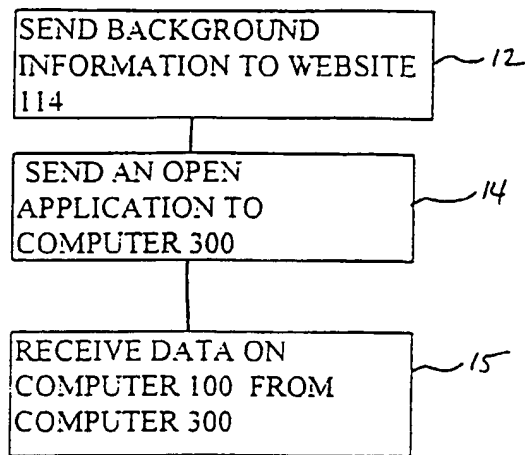 SEND BACKGROUND
INFORMATION TO WEBSITE
114
12
SEND AN OPEN
APPLICATION TO
COMPUTER 300
14
RECEIVE DATA ON
COMPUTER 100 FROM
COMPUTER 300
15